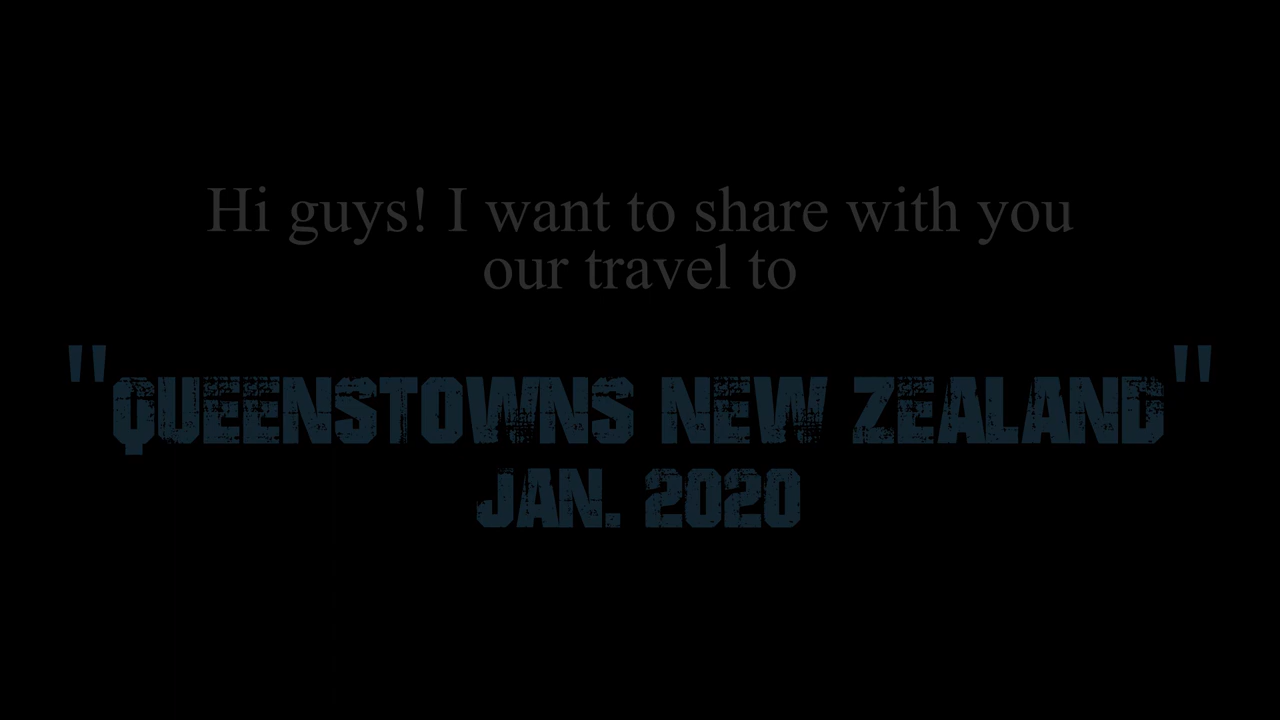 Hi guys! I want to share with you
our travel to
"QUEENSTOWNS NEW ZEALAND"
JAN. 2020